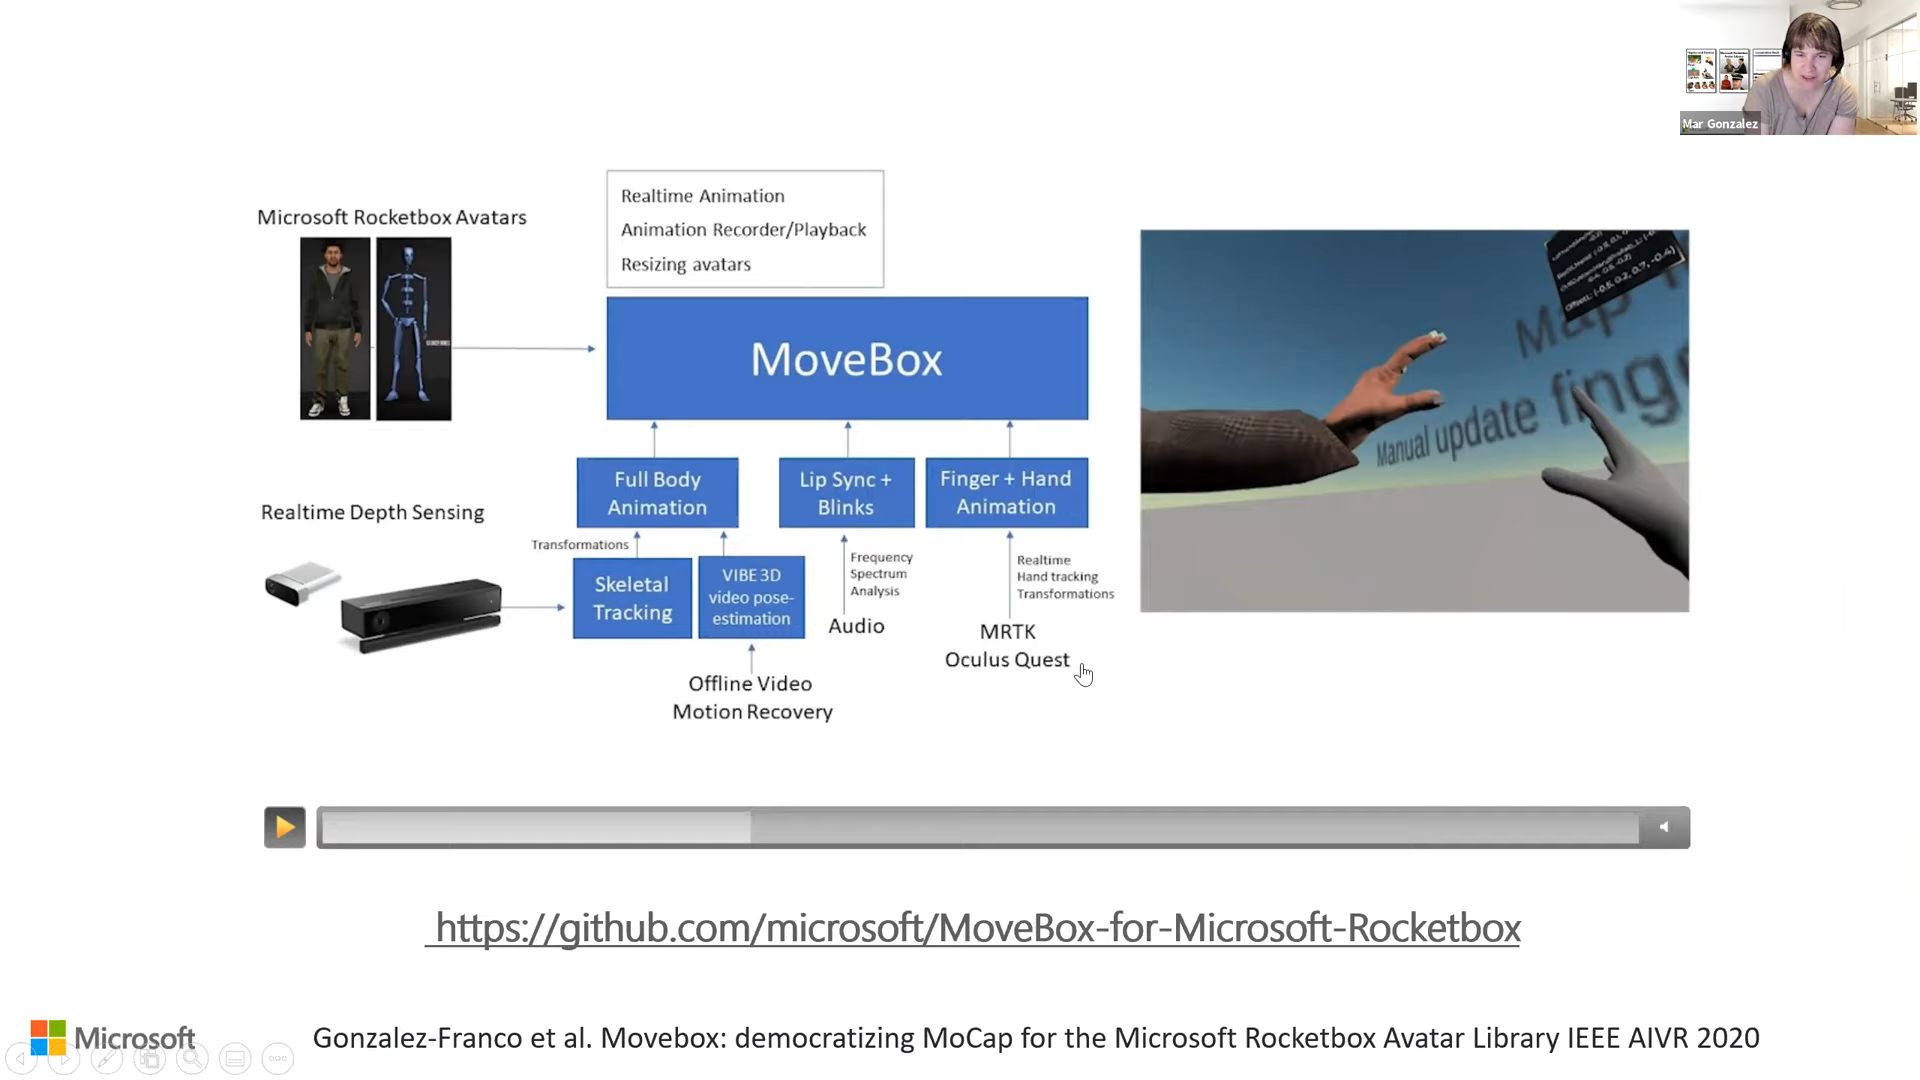 Mar Gonzalez
Microsoft Rocketbox Avatars
Realtime Animation
Animation Recorder/Playback
Resizing avatars
MoveBox
Full Body
Animation
Lip Sync +
Blinks
Finger + Hand
Animation
Realtime Depth Sensing
Transformations
Skeletal
Tracking
VIBE 3D
video pose-
estimation
Frequency
Spectrum
Analysis
Audio
Realtime
Hand tracking
Transformations
MRTK
Oculus Quest
Offline Video
Motion Recovery
Manual update fing
https://github.com/microsoft/MoveBox-for-Microsoft-Rocketbox
Microsoft
Gonzalez-Franco et al. Movebox: democratizing MoCap for the Microsoft Rocketbox Avatar Library IEEE AIVR 2020